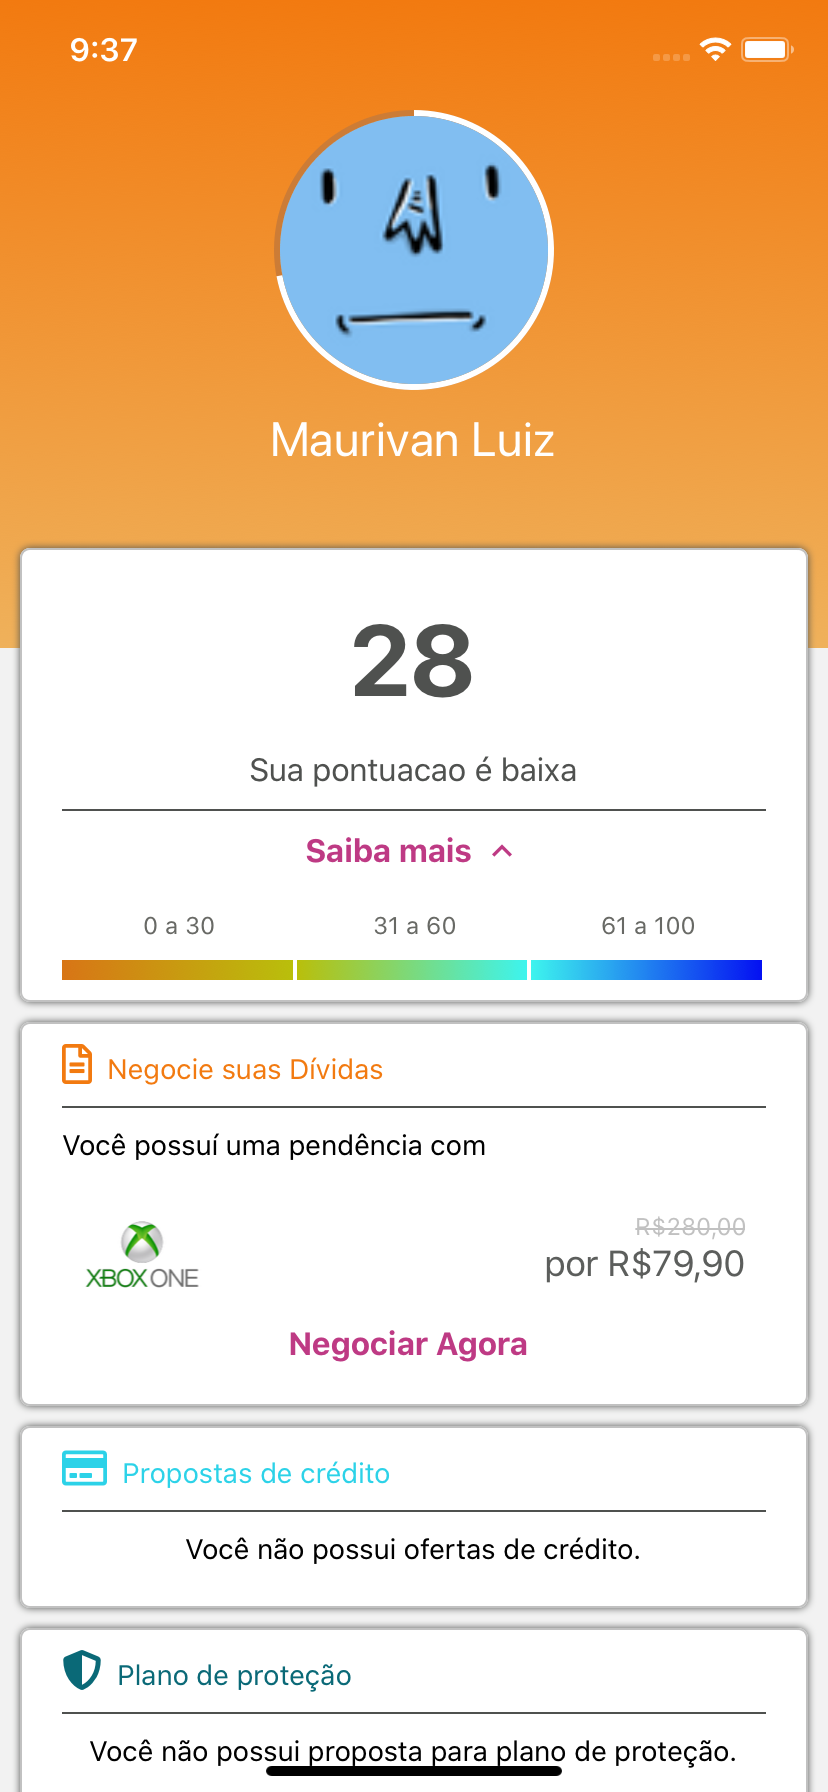 9:37
Maurivan Luiz
28
Sua pontuacao é baixa
Saiba mais
0 a 30 31 a 60 61 a 100
Negocie suas Dívidas
Você possuí uma pendência com
R$280,00
XBOX ONE por R$79,90
Negociar Agora
Propostas de crédito
Você não possui ofertas de crédito.
Plano de proteção
Você não possui proposta para plano de proteção.